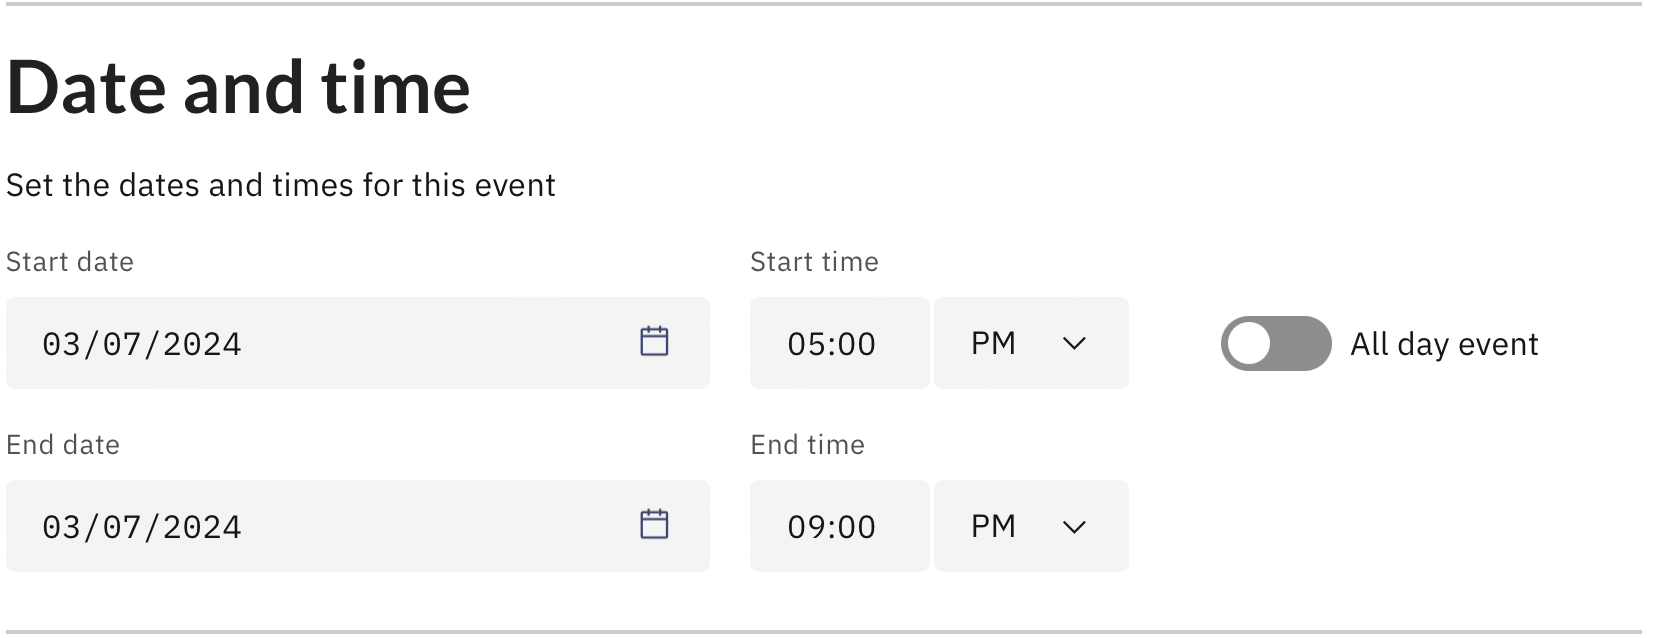 Date and time
Set the dates and times for this event
Start date
Start time
03/07/2024
05:00
PM
All day event
End date
End time
03/07/2024
09:00
PM